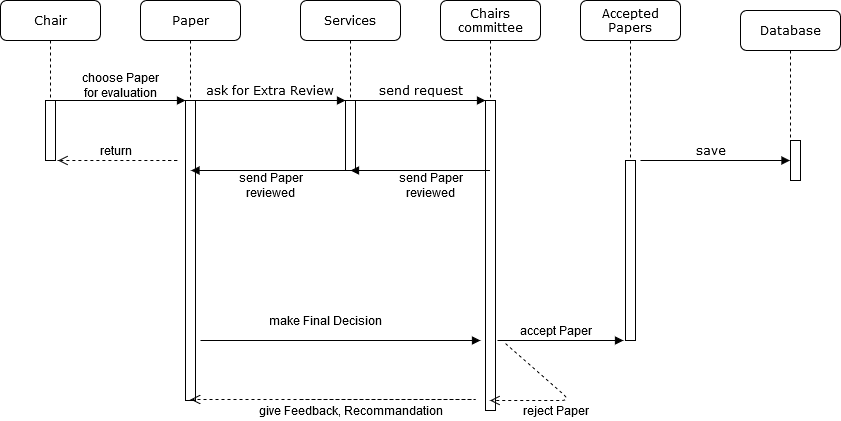 Chair
Paper
Services
Chairs
committee
Accepted
Papers
Database
choose Paper
for evaluation
ask for Extra Review
send request
return
save
send Paper
reviewed
send Paper
reviewed
make Final Decision
accept Paper
give Feedback, Recommandation
reject Paper